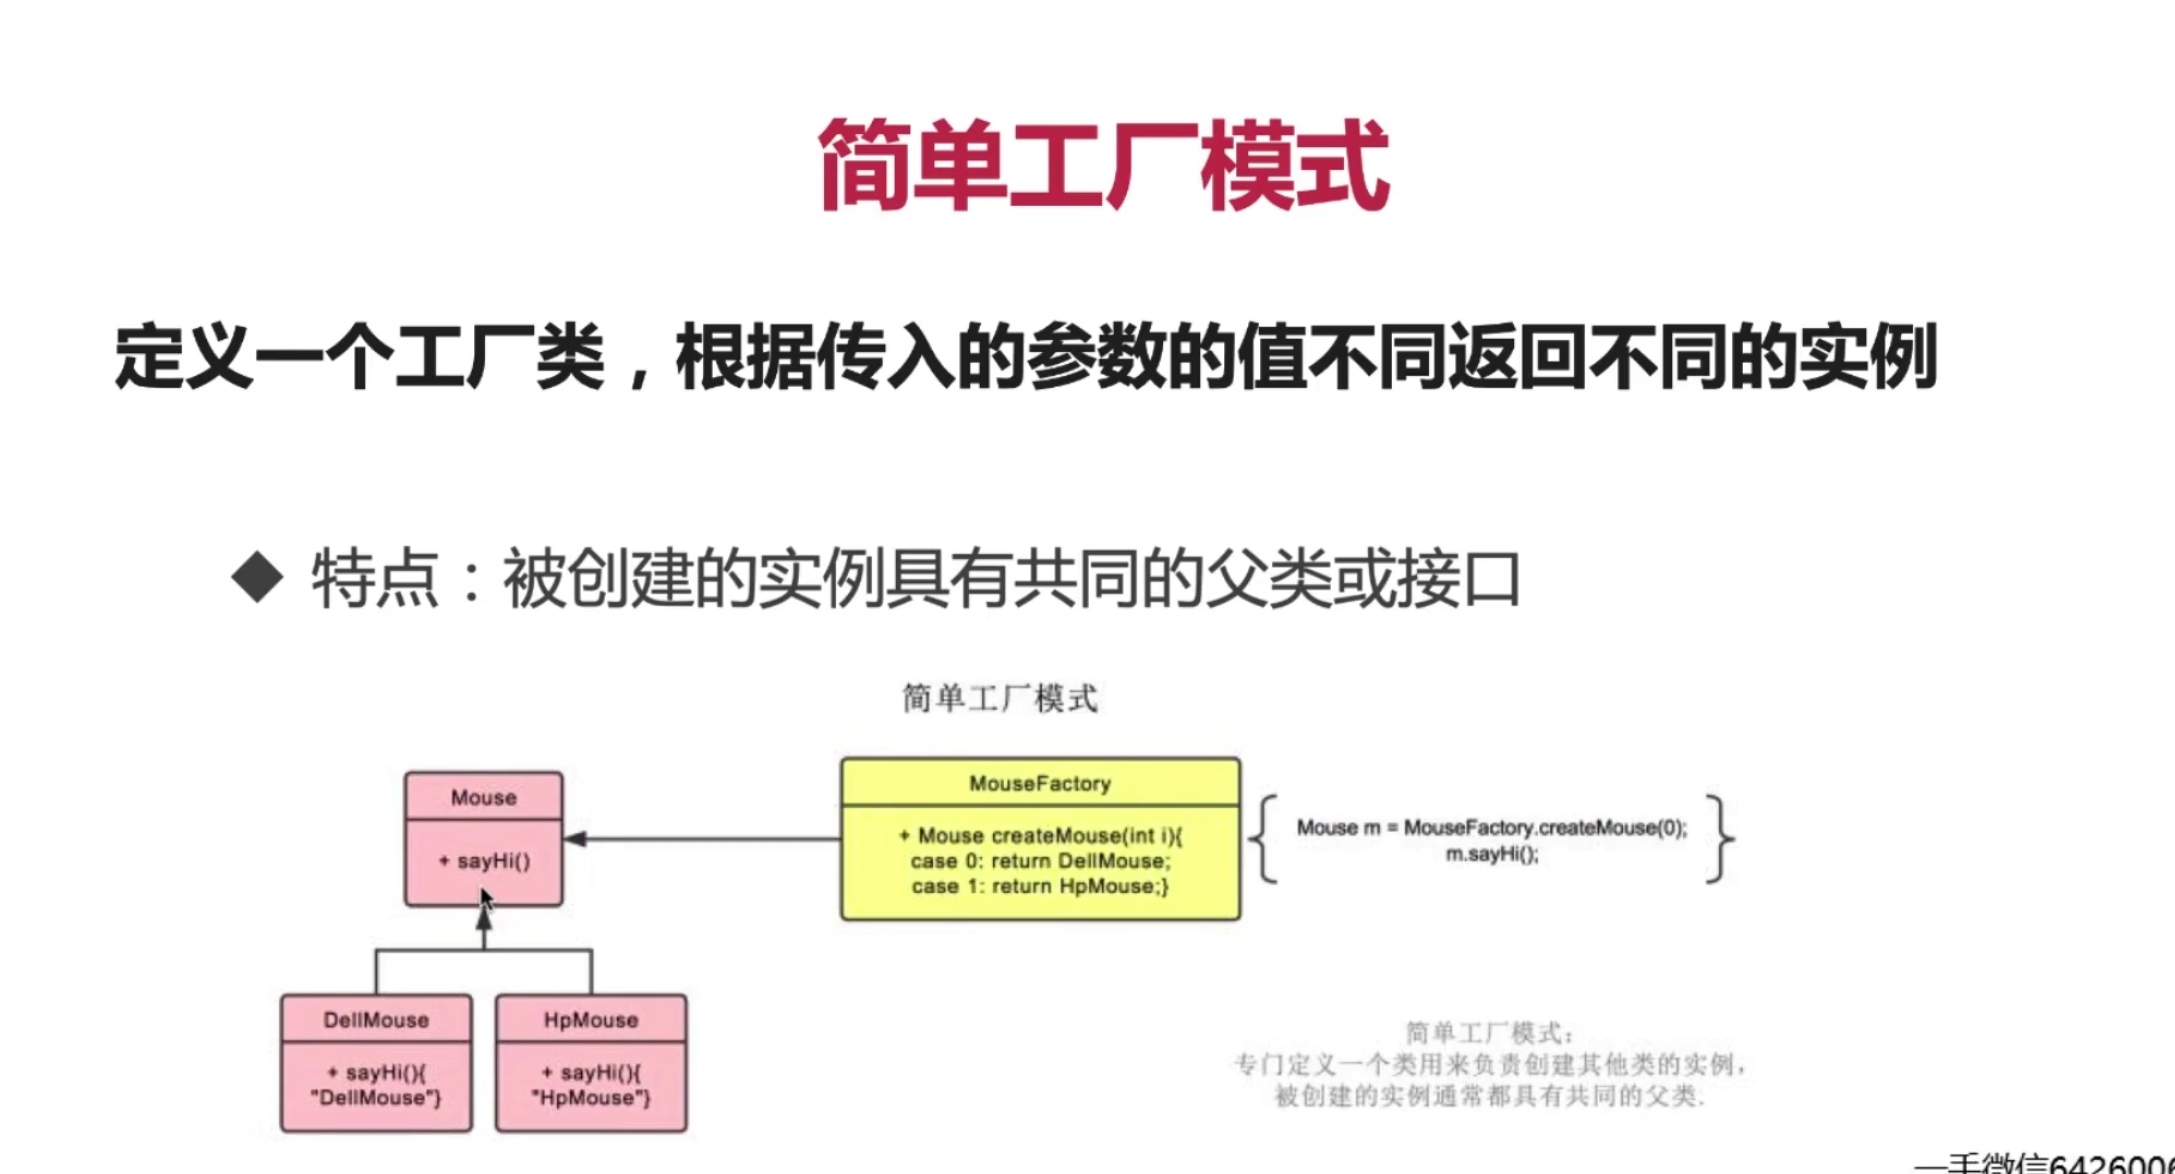 简单工厂模式
定义一个工厂类，根据传入的参数的值不同返回不同的实例
◆ 特点：被创建的实例具有共同的父类或接口
简单工厂模式
Mouse
+ sayHi()
MouseFactory
+ Mouse createMouse(int i){
case 0: return DellMouse;
case 1: return HpMouse;}
Mouse m = MouseFactory.createMouse(0);
m.sayHi();
DellMouse
+ sayHi(){
"DellMouse"}
HpMouse
+ sayHi(){
"HpMouse"}
简单工厂模式：
专门定义一个类用来负责创建其他类的实例，
被创建的实例通常都具有共同的父类.
一手微信642600